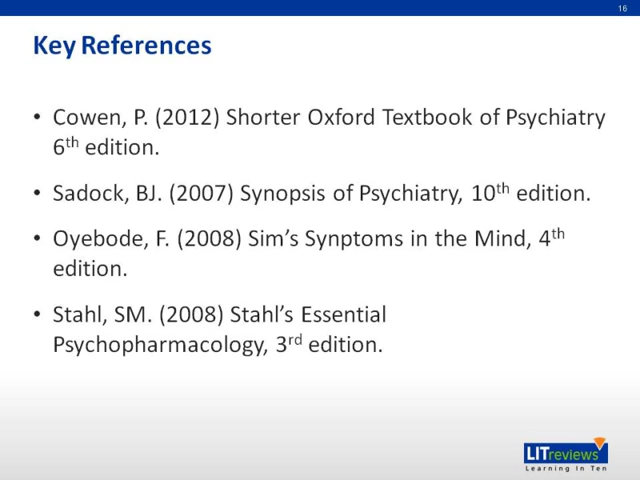 16
Key References
• Cowen, P. (2012) Shorter Oxford Textbook of Psychiatry
6th edition.
• Sadock, BJ. (2007) Synopsis of Psychiatry, 10th edition.
• Oyebode, F. (2008) Sim's Synptoms in the Mind, 4th
edition.
• Stahl, SM. (2008) Stahl's Essential
Psychopharmacology, 3rd edition.
LITreviews
Learning In Ten